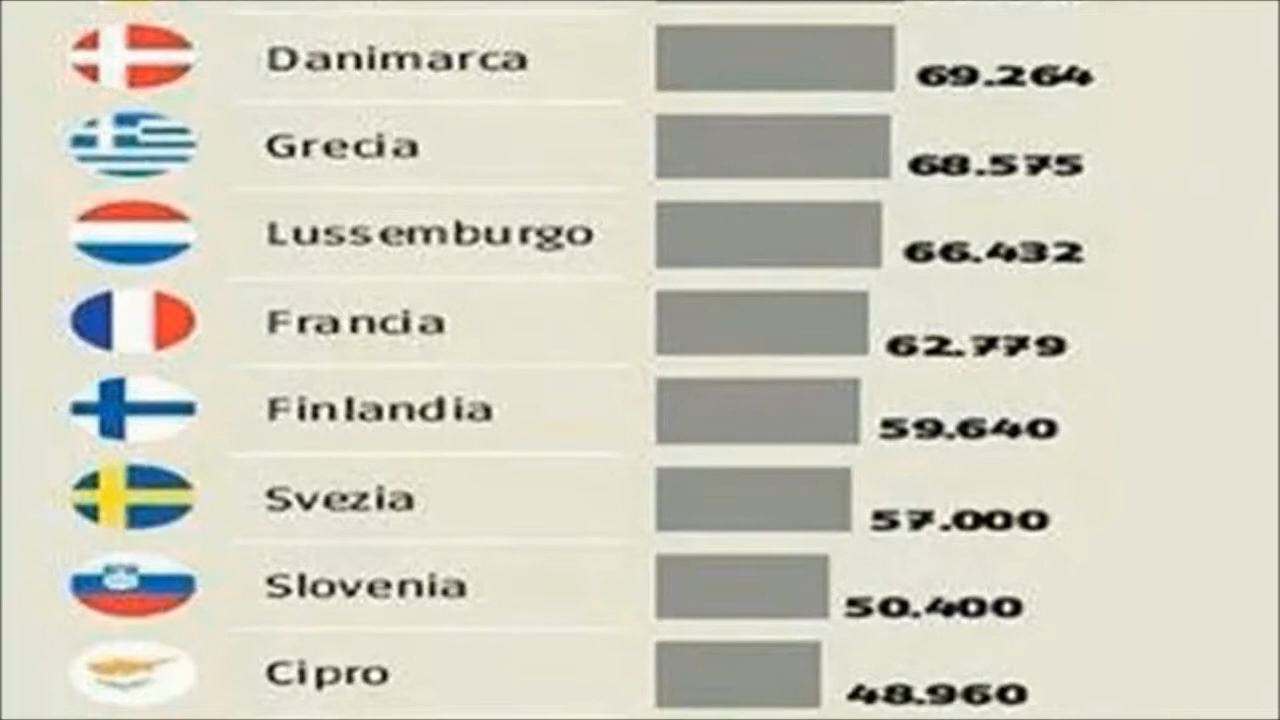 Danimarca 69.264
Grecia 68.575
Lussemburgo 66.432
Francia 62.779
Finlandia 59.640
Svezia 57.000
Slovenia 50.400
Cipro 48.960